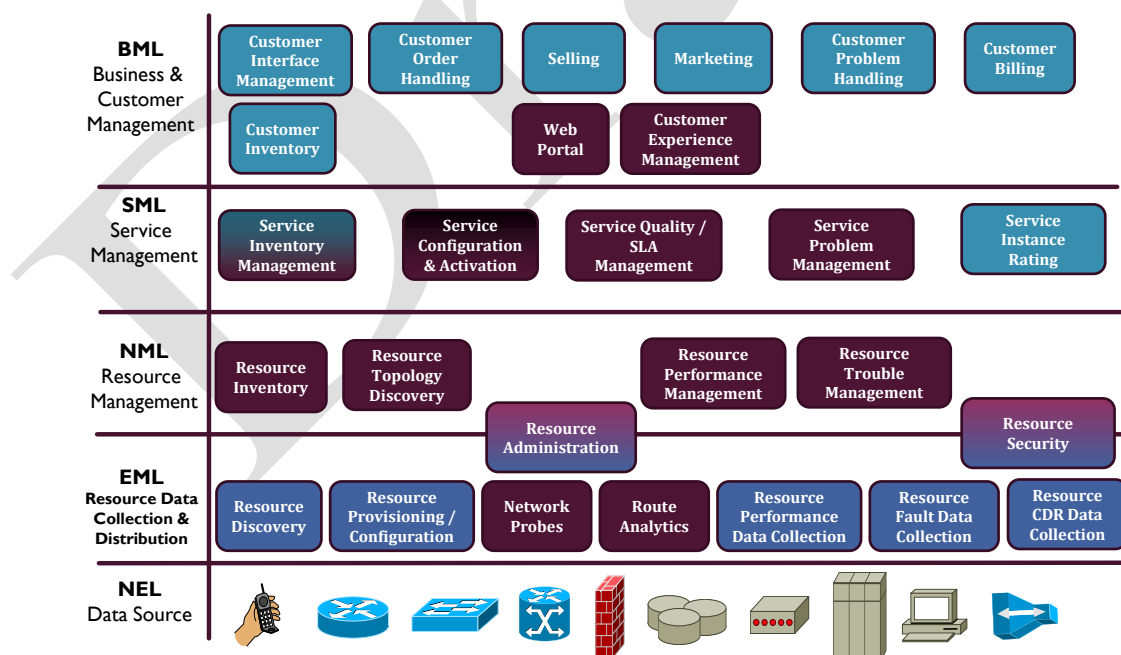 BML
Business &
Customer
Management
Customer
Interface
Management
Customer
Order
Handling
Selling
Marketing
Customer
Problem
Handling
Customer
Billing
Customer
Inventory
Web
Portal
Customer
Experience
Management
SML
Service
Management
Service
Inventory
Management
Service
Configuration
& Activation
Service Quality /
SLA
Management
Service
Problem
Management
Service
Instance
Rating
NML
Resource
Management
Resource
Inventory
Resource
Topology
Discovery
Resource
Performance
Management
Resource
Trouble
Management
Resource
Administration
Resource
Security
EML
Resource Data
Collection &
Distribution
Resource
Discovery
Resource
Provisioning /
Configuration
Network
Probes
Route
Analytics
Resource
Performance
Data Collection
Resource
Fault Data
Collection
Resource
CDR Data
Collection
NEL
Data Source